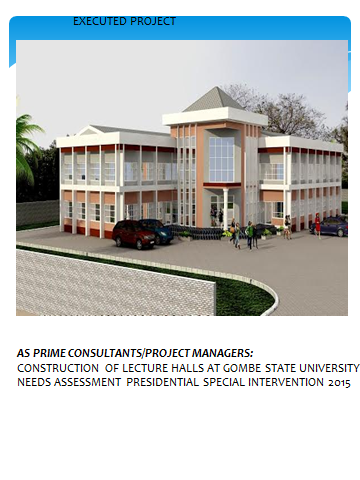 EXECUTED PROJECT
AS PRIME CONSULTANTS/PROJECT MANAGERS:
CONSTRUCTION OF LECTURE HALLS AT GOMBE STATE UNIVERSITY
NEEDS ASSESSMENT PRESIDENTIAL SPECIAL INTERVENTION 2015